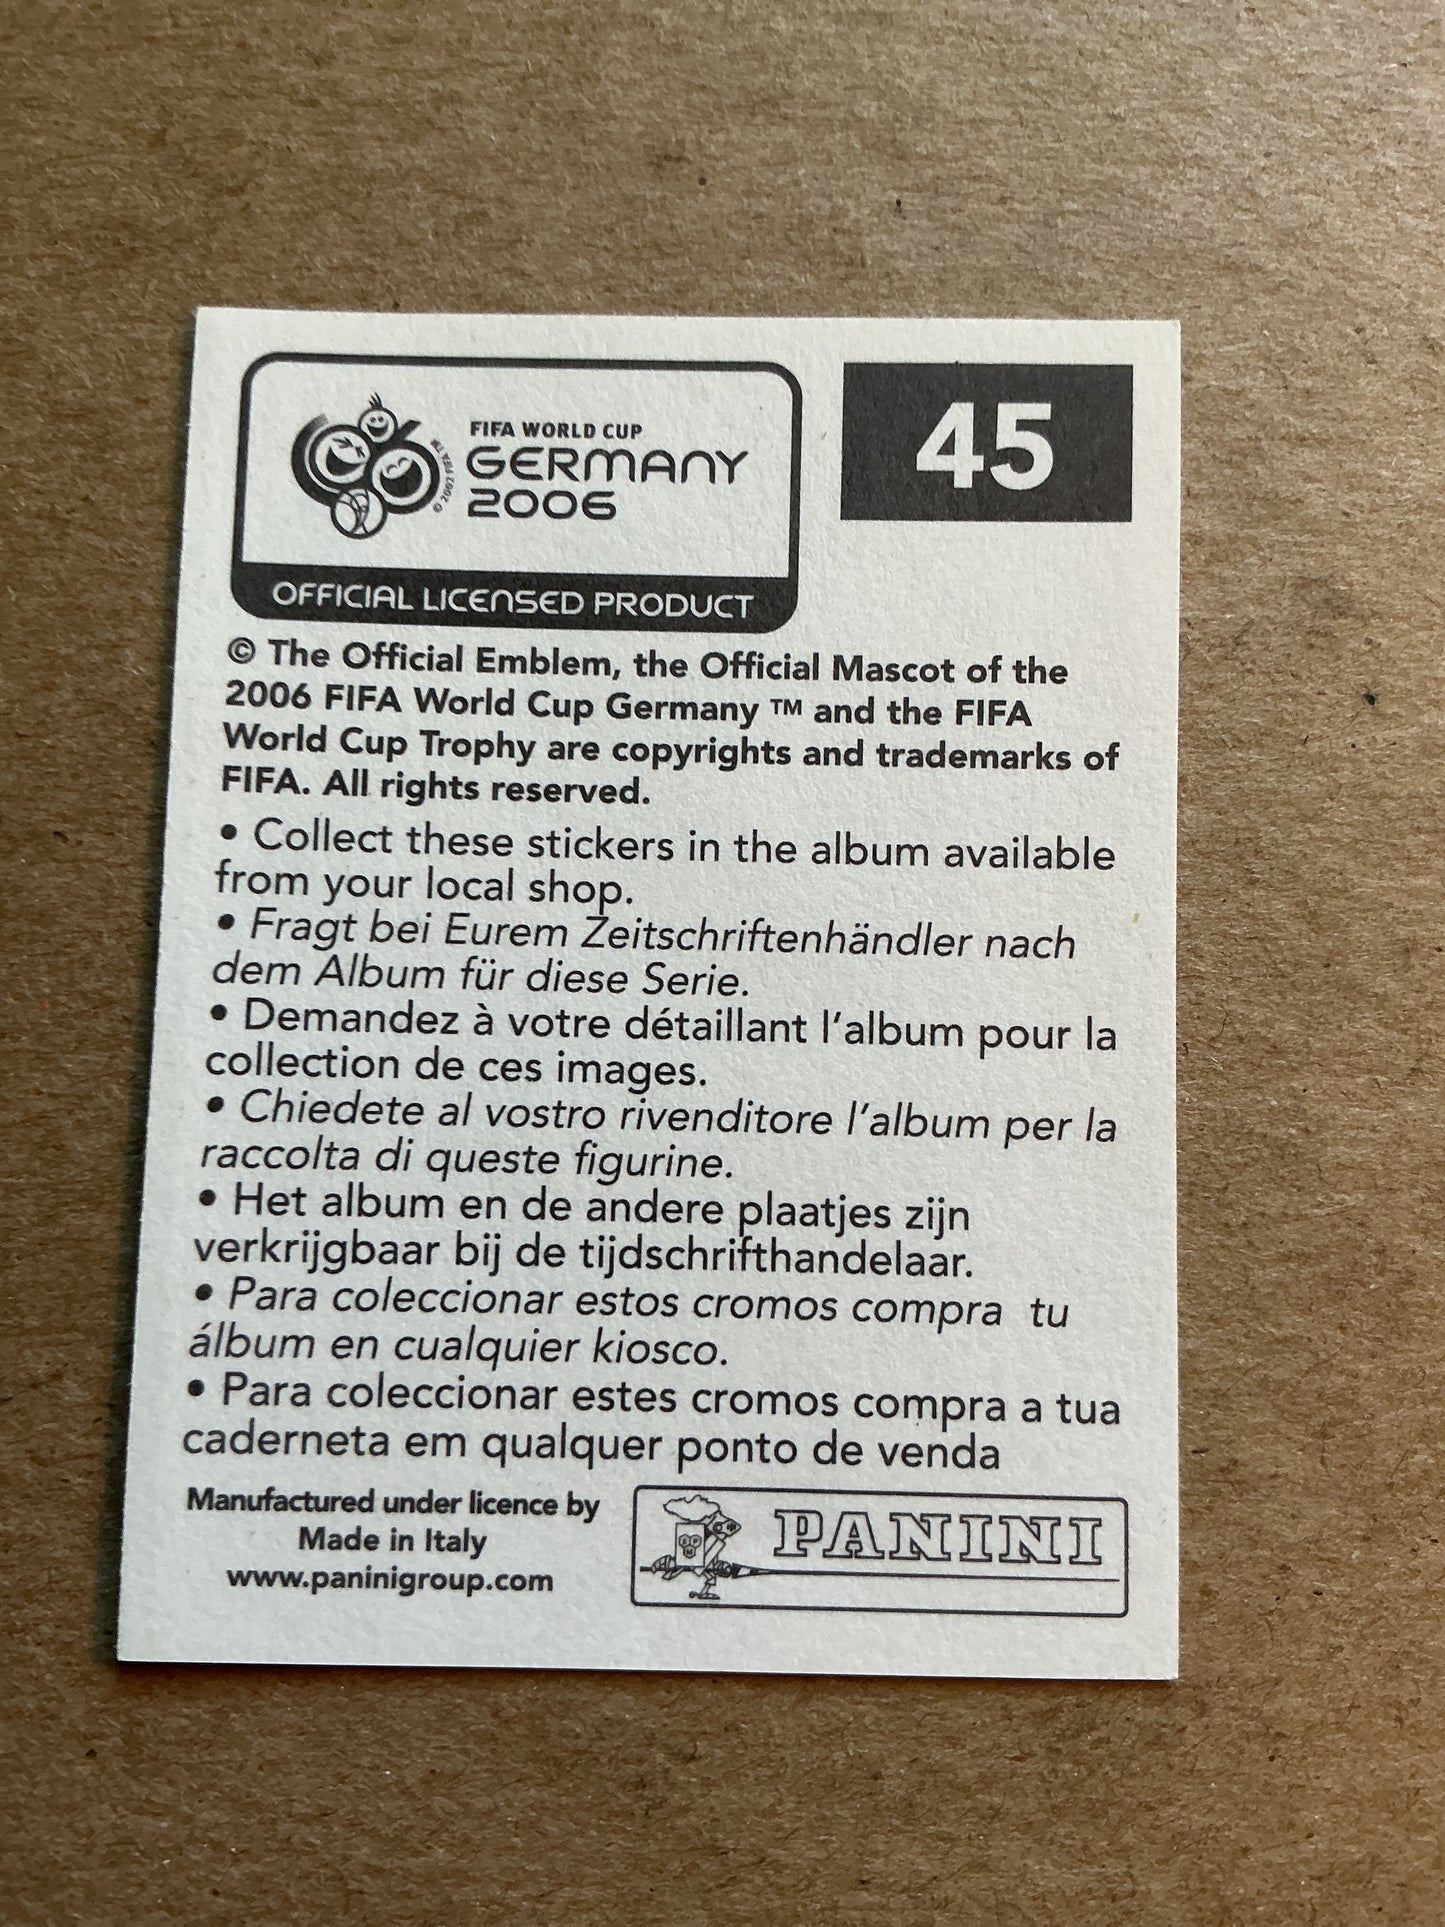 FIFA WORLD CUP
GERMANY
2006
© 2002 FIFA TM
45
OFFICIAL LICENSED PRODUCT
© The Official Emblem, the Official Mascot of the
2006 FIFA World Cup Germany ™ and the FIFA
World Cup Trophy are copyrights and trademarks of
FIFA. All rights reserved.
• Collect these stickers in the album available
from your local shop.
• Fragt bei Eurem Zeitschriftenhändler nach
dem Album für diese Serie.
• Demandez à votre détaillant l'album pour la
collection de ces images.
• Chiedete al vostro rivenditore l'album per la
raccolta di queste figurine.
• Het album en de andere plaatjes zijn
verkrijgbaar bij de tijdschrifthandelaar.
• Para coleccionar estos cromos compra tu
álbum en cualquier kiosco.
• Para coleccionar estes cromos compra a tua
caderneta em qualquer ponto de venda
Manufactured under licence by
Made in Italy
www.paninigroup.com
PANINI